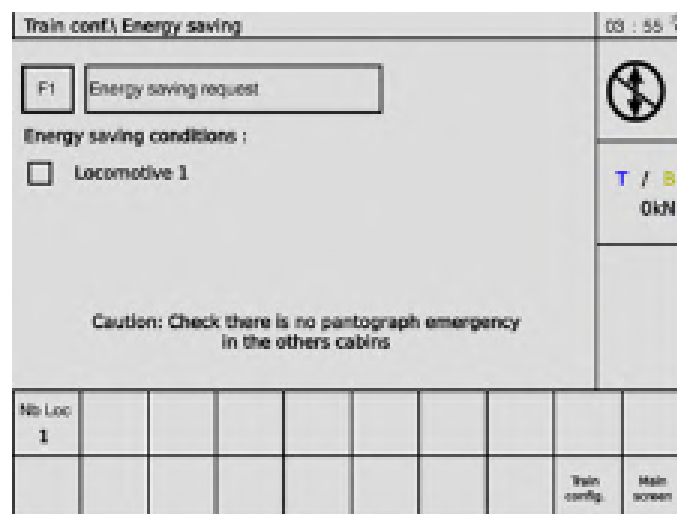 Train conf.\ Energy saving
03 : 55
F1
Energy saving request
Energy saving conditions :
Locomotive 1
T / B
0kN
Caution: Check there is no pantograph emergency
in the others cabins
Nb Loc
1
Train
config.
Main
screen